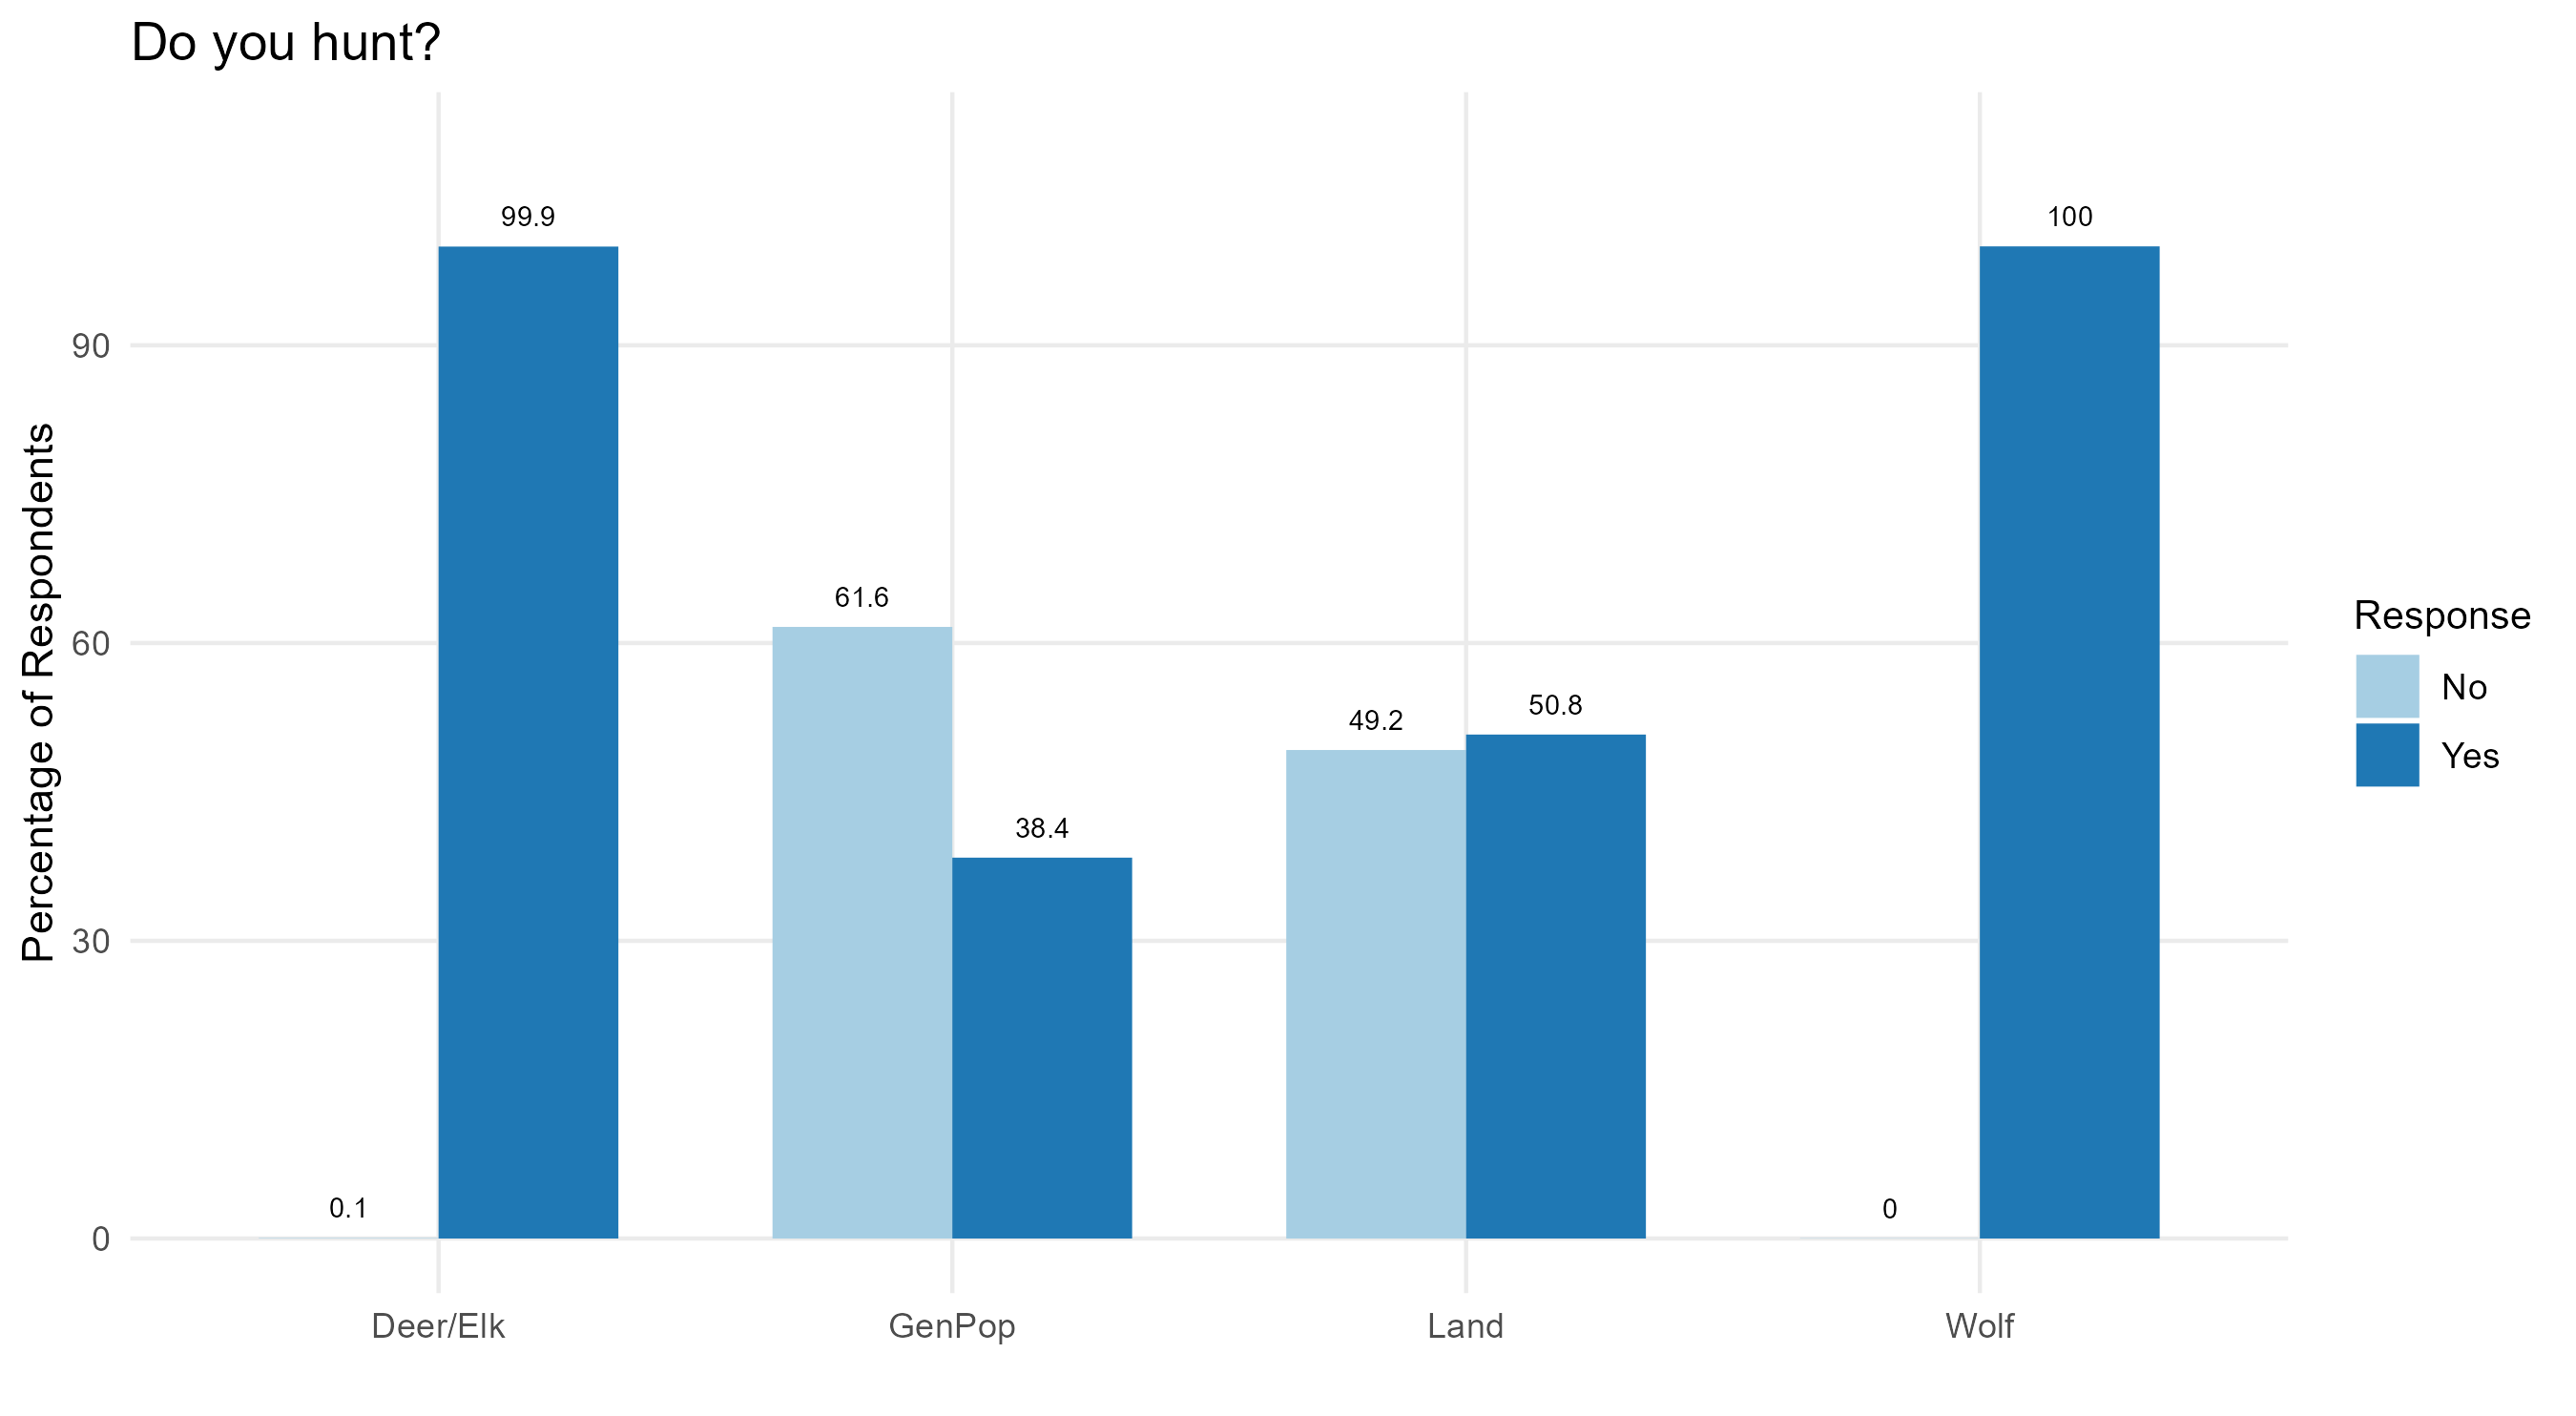 Do you hunt?
99.9
100
90
61.6
60
50.8
49.2
38.4
30
0.1
0
0
Percentage of Respondents
Deer/Elk
GenPop
Land
Wolf
Response
No
Yes